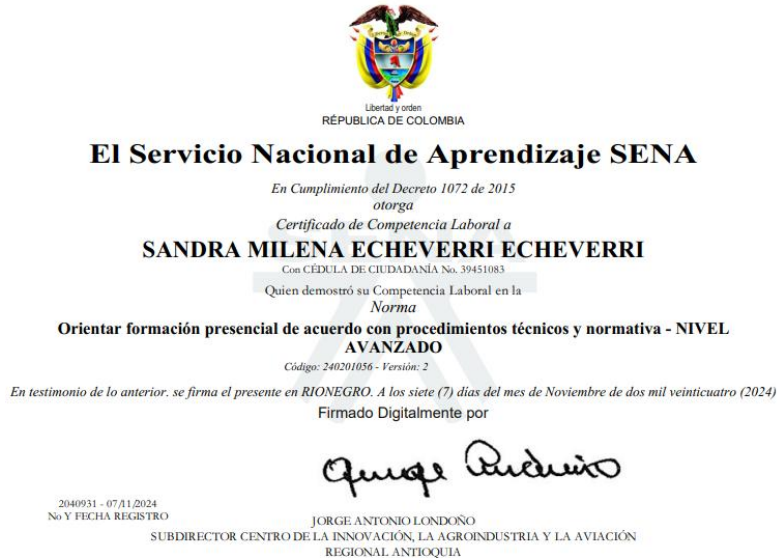 Libertad y orden
RÉPUBLICA DE COLOMBIA
El Servicio Nacional de Aprendizaje SENA
En Cumplimiento del Decreto 1072 de 2015
otorga
Certificado de Competencia Laboral a
SANDRA MILENA ECHEVERRI ECHEVERRI
Con CÉDULA DE CIUDADANÍA No. 39451083
Quien demostró su Competencia Laboral en la
Norma
Orientar formación presencial de acuerdo con procedimientos técnicos y normativa - NIVEL
AVANZADO
Código: 240201056 - Versión: 2
En testimonio de lo anterior. se firma el presente en RIONEGRO. A los siete (7) días del mes de Noviembre de dos mil veinticuatro (2024)
Firmado Digitalmente por
2040931 - 07/11/2024
No Y FECHA REGISTRO
JORGE ANTONIO LONDOÑO
SUBDIRECTOR CENTRO DE LA INNOVACIÓN, LA AGROINDUSTRIA Y LA AVIACIÓN
REGIONAL ANTIOQUIA